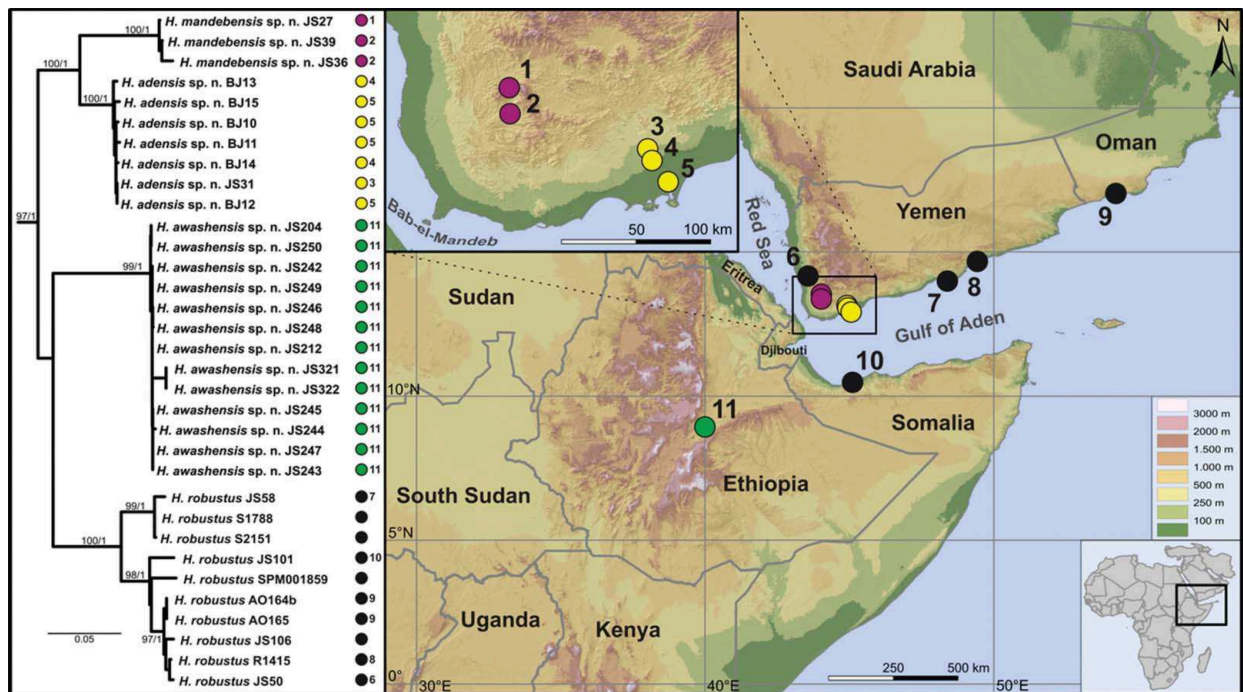 100/1
H. mandebensis sp. n. JS27 1
100/1
H. mandebensis sp. n. JS39 2
H. mandebensis sp. n. JS36 2
H. adensis sp. n. BJ13 4
100/1
H. adensis sp. n. BJ15 5
H. adensis sp. n. BJ10 5
H. adensis sp. n. BJ11 5
H. adensis sp. n. BJ14 4
H. adensis sp. n. JS31 3
H. adensis sp. n. BJ12 5
97/1
H. awashensis sp. n. JS204 11
H. awashensis sp. n. JS250 11
99/1
H. awashensis sp. n. JS242 11
H. awashensis sp. n. JS249 11
H. awashensis sp. n. JS246 11
H. awashensis sp. n. JS248 11
H. awashensis sp. n. JS212 11
H. awashensis sp. n. JS321 11
H. awashensis sp. n. JS322 11
H. awashensis sp. n. JS245 11
H. awashensis sp. n. JS244 11
H. awashensis sp. n. JS247 11
H. awashensis sp. n. JS243 11
H. robustus JS58 7
99/1
H. robustus S1788
H. robustus S2151
100/1
H. robustus JS101 10
98/1
H. robustus SPM001859
H. robustus AO164b 9
H. robustus AO165 9
97/1
H. robustus JS106
H. robustus R1415 8
H. robustus JS50 6
0.05
1
2
3
4
5
Bab-el-Mandeb
50 100 km
N
Saudi Arabia
Oman
Yemen
9
Red Sea
6
8
7
Gulf of Aden
Eritrea
Sudan
Djibouti
10
10°N
11
Somalia
South Sudan
Ethiopia
5°N
Uganda
Kenya
250 500 km
0°
30°E
40°E
50°E
3000 m
2000 m
1.500 m
1.000 m
500 m
250 m
100 m